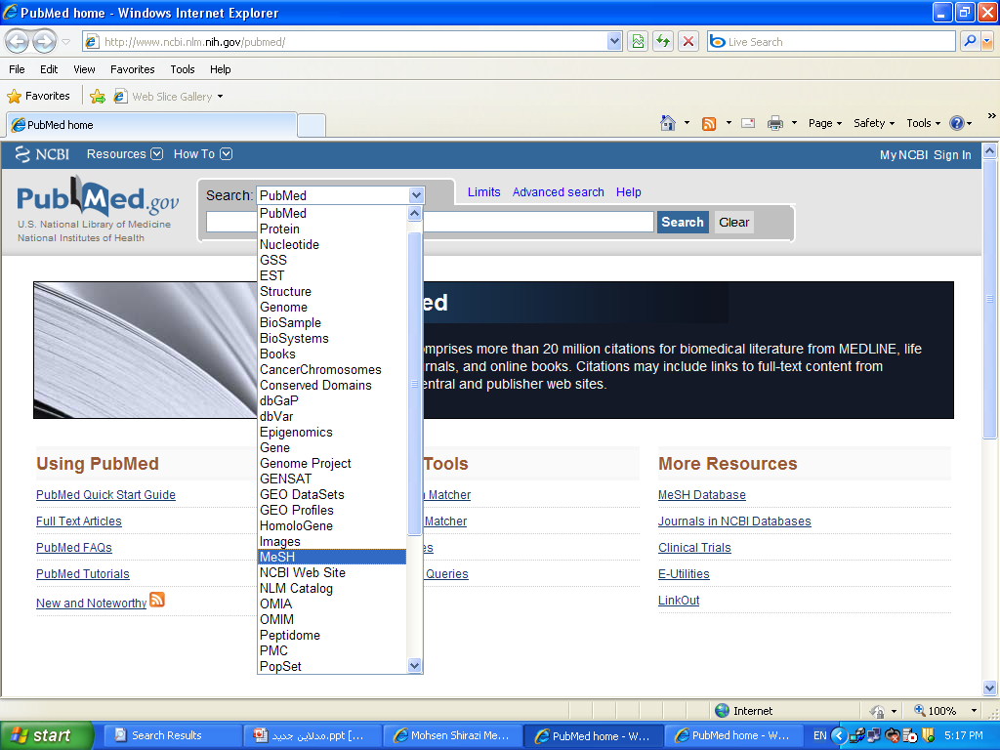 PubMed home - Windows Internet Explorer
http://www.ncbi.nlm.nih.gov/pubmed/
Live Search
File Edit View Favorites Tools Help
Favorites
Web Slice Gallery
PubMed home
Page Safety Tools
»
NCBI Resources How To
My NCBI Sign In
PubMed.gov
U.S. National Library of Medicine
National Institutes of Health
Search: PubMed
Limits Advanced search Help
Search Clear
PubMed
Protein
Nucleotide
GSS
EST
Structure
Genome
BioSample
BioSystems
Books
CancerChromosomes
Conserved Domains
dbGaP
dbVar
Epigenomics
Gene
Genome Project
GENSAT
GEO DataSets
GEO Profiles
HomoloGene
Images
MeSH
NCBI Web Site
NLM Catalog
OMIA
OMIM
Peptidome
PMC
PopSet
ed
mprises more than 20 million citations for biomedical literature from MEDLINE, life
rnals, and online books. Citations may include links to full-text content from
entral and publisher web sites.
Using PubMed
PubMed Quick Start Guide
Full Text Articles
PubMed FAQs
PubMed Tutorials
New and Noteworthy
Tools
Matcher
Matcher
es
Queries
More Resources
MeSH Database
Journals in NCBI Databases
Clinical Trials
E-Utilities
LinkOut
Internet
100%
start
Search Results
مدلاین جدید.ppt [...
Mohsen Shirazi Me...
PubMed home - W...
PubMed home - W...
EN
5:17 PM